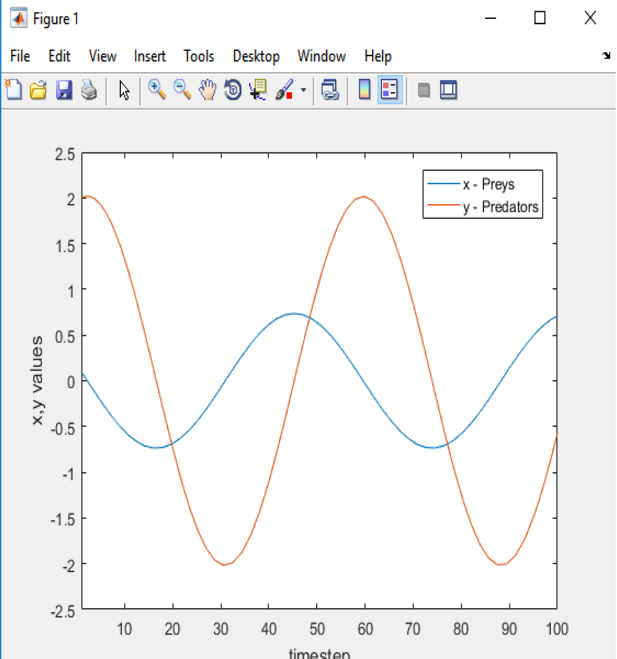 Figure 1
File Edit View Insert Tools Desktop Window Help
2.5
2
1.5
1
0.5
0
-0.5
-1
-1.5
-2
-2.5
x,y values
x - Preys
y - Predators
10 20 30 40 50 60 70 80 90 100
timestep